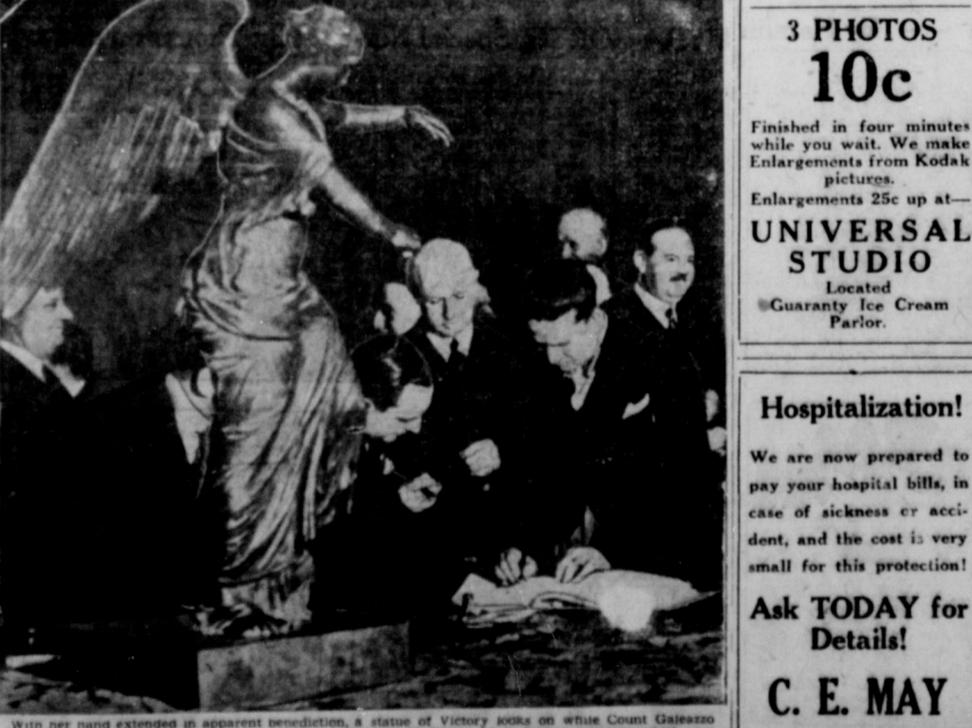 With her hand extended in apparent benediction, a statue of Victory looks on while Count Galeazzo
3 PHOTOS
10c
Finished in four minutes
while you wait. We make
Enlargements from Kodak
pictures.
Enlargements 25c up at—
UNIVERSAL
STUDIO
Located
Guaranty Ice Cream
Parlor.
Hospitalization!
We are now prepared to
pay your hospital bills, in
case of sickness or acci-
dent, and the cost is very
small for this protection!
Ask TODAY for
Details!
C. E. MAY